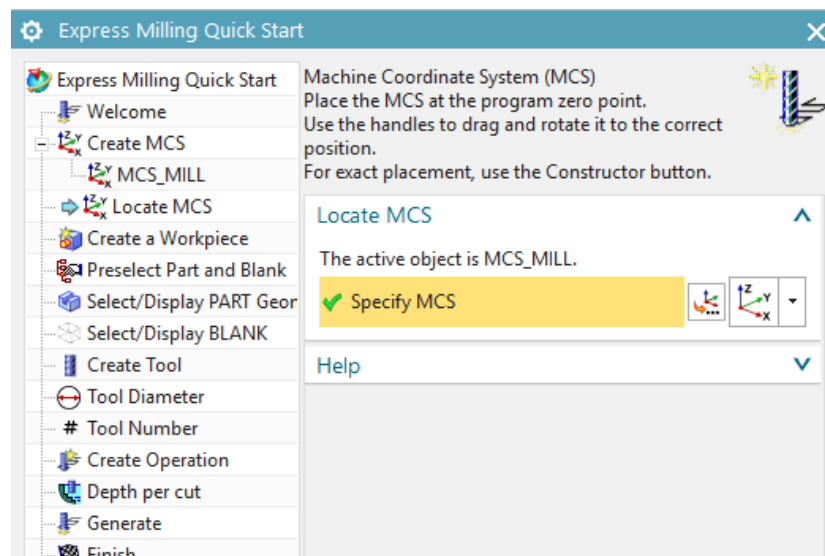 Express Milling Quick Start
Express Milling Quick Start
Welcome
Create MCS
MCS_MILL
Locate MCS
Create a Workpiece
Preselect Part and Blank
Select/Display PART Geor
Select/Display BLANK
Create Tool
Tool Diameter
# Tool Number
Create Operation
Depth per cut
Generate
Finish
Machine Coordinate System (MCS)
Place the MCS at the program zero point.
Use the handles to drag and rotate it to the correct
position.
For exact placement, use the Constructor button.
Locate MCS
The active object is MCS_MILL.
Specify MCS
Help